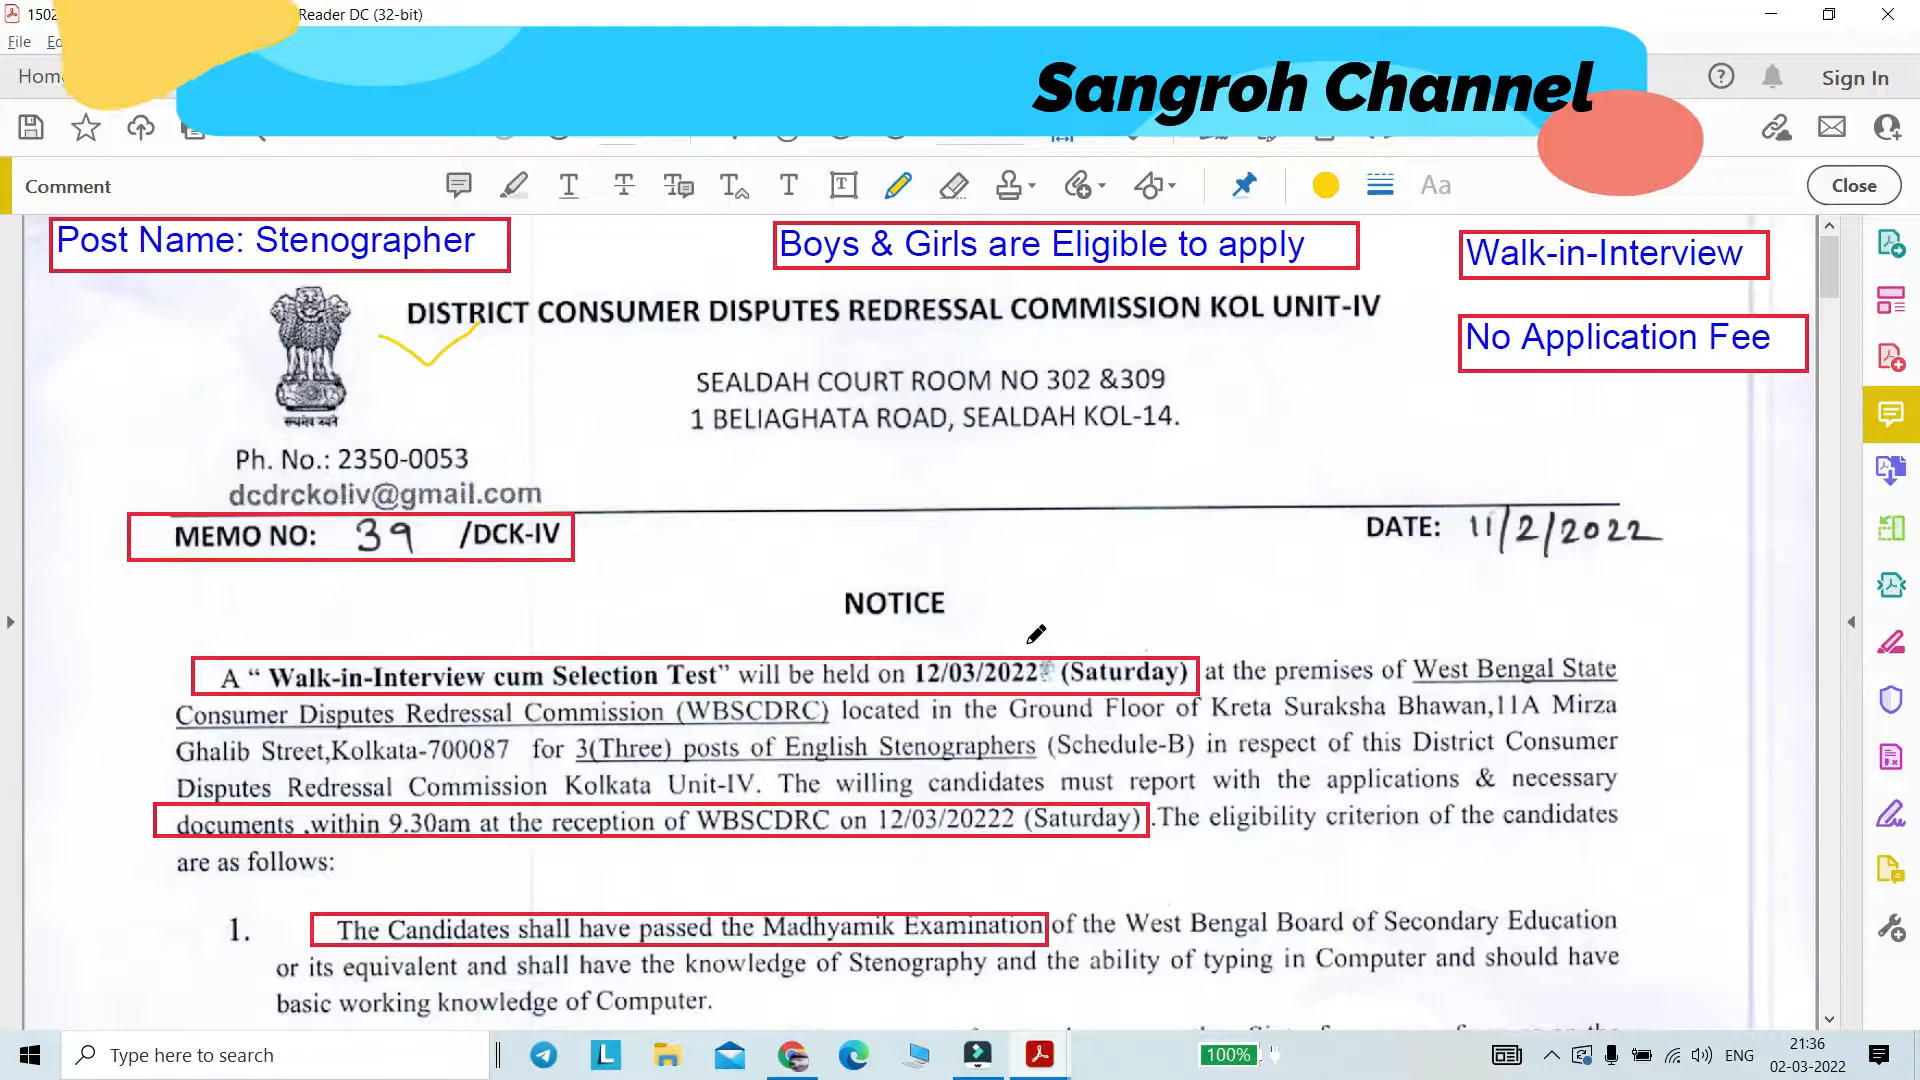 1502
Reader DC (32-bit)
File
Sangroh Channel
Sign In
Comment
Close
Post Name: Stenographer
Boys & Girls are Eligible to apply
Walk-in-Interview
No Application Fee
DISTRICT CONSUMER DISPUTES REDRESSAL COMMISSION KOL UNIT-IV
SEALDAH COURT ROOM NO 302 &309
1 BELIAGHATA ROAD, SEALDAH KOL-14.
सत्यमेव जयते
Ph. No.: 2350-0053
dcdrckoliv@gmail.com
MEMO NO: 39 /DCK-IV
DATE: 11/2/2022
NOTICE
A “ Walk-in-Interview cum Selection Test” will be held on 12/03/2022 (Saturday) at the premises of West Bengal State
Consumer Disputes Redressal Commission (WBSCDRC) located in the Ground Floor of Kreta Suraksha Bhawan,11A Mirza
Ghalib Street,Kolkata-700087 for 3(Three) posts of English Stenographers (Schedule-B) in respect of this District Consumer
Disputes Redressal Commission Kolkata Unit-IV. The willing candidates must report with the applications & necessary
documents ,within 9.30am at the reception of WBSCDRC on 12/03/20222 (Saturday) .The eligibility criterion of the candidates
are as follows:
1. The Candidates shall have passed the Madhyamik Examination of the West Bengal Board of Secondary Education
or its equivalent and shall have the knowledge of Stenography and the ability of typing in Computer and should have
basic working knowledge of Computer.
Type here to search
100%
ENG
21:36
02-03-2022